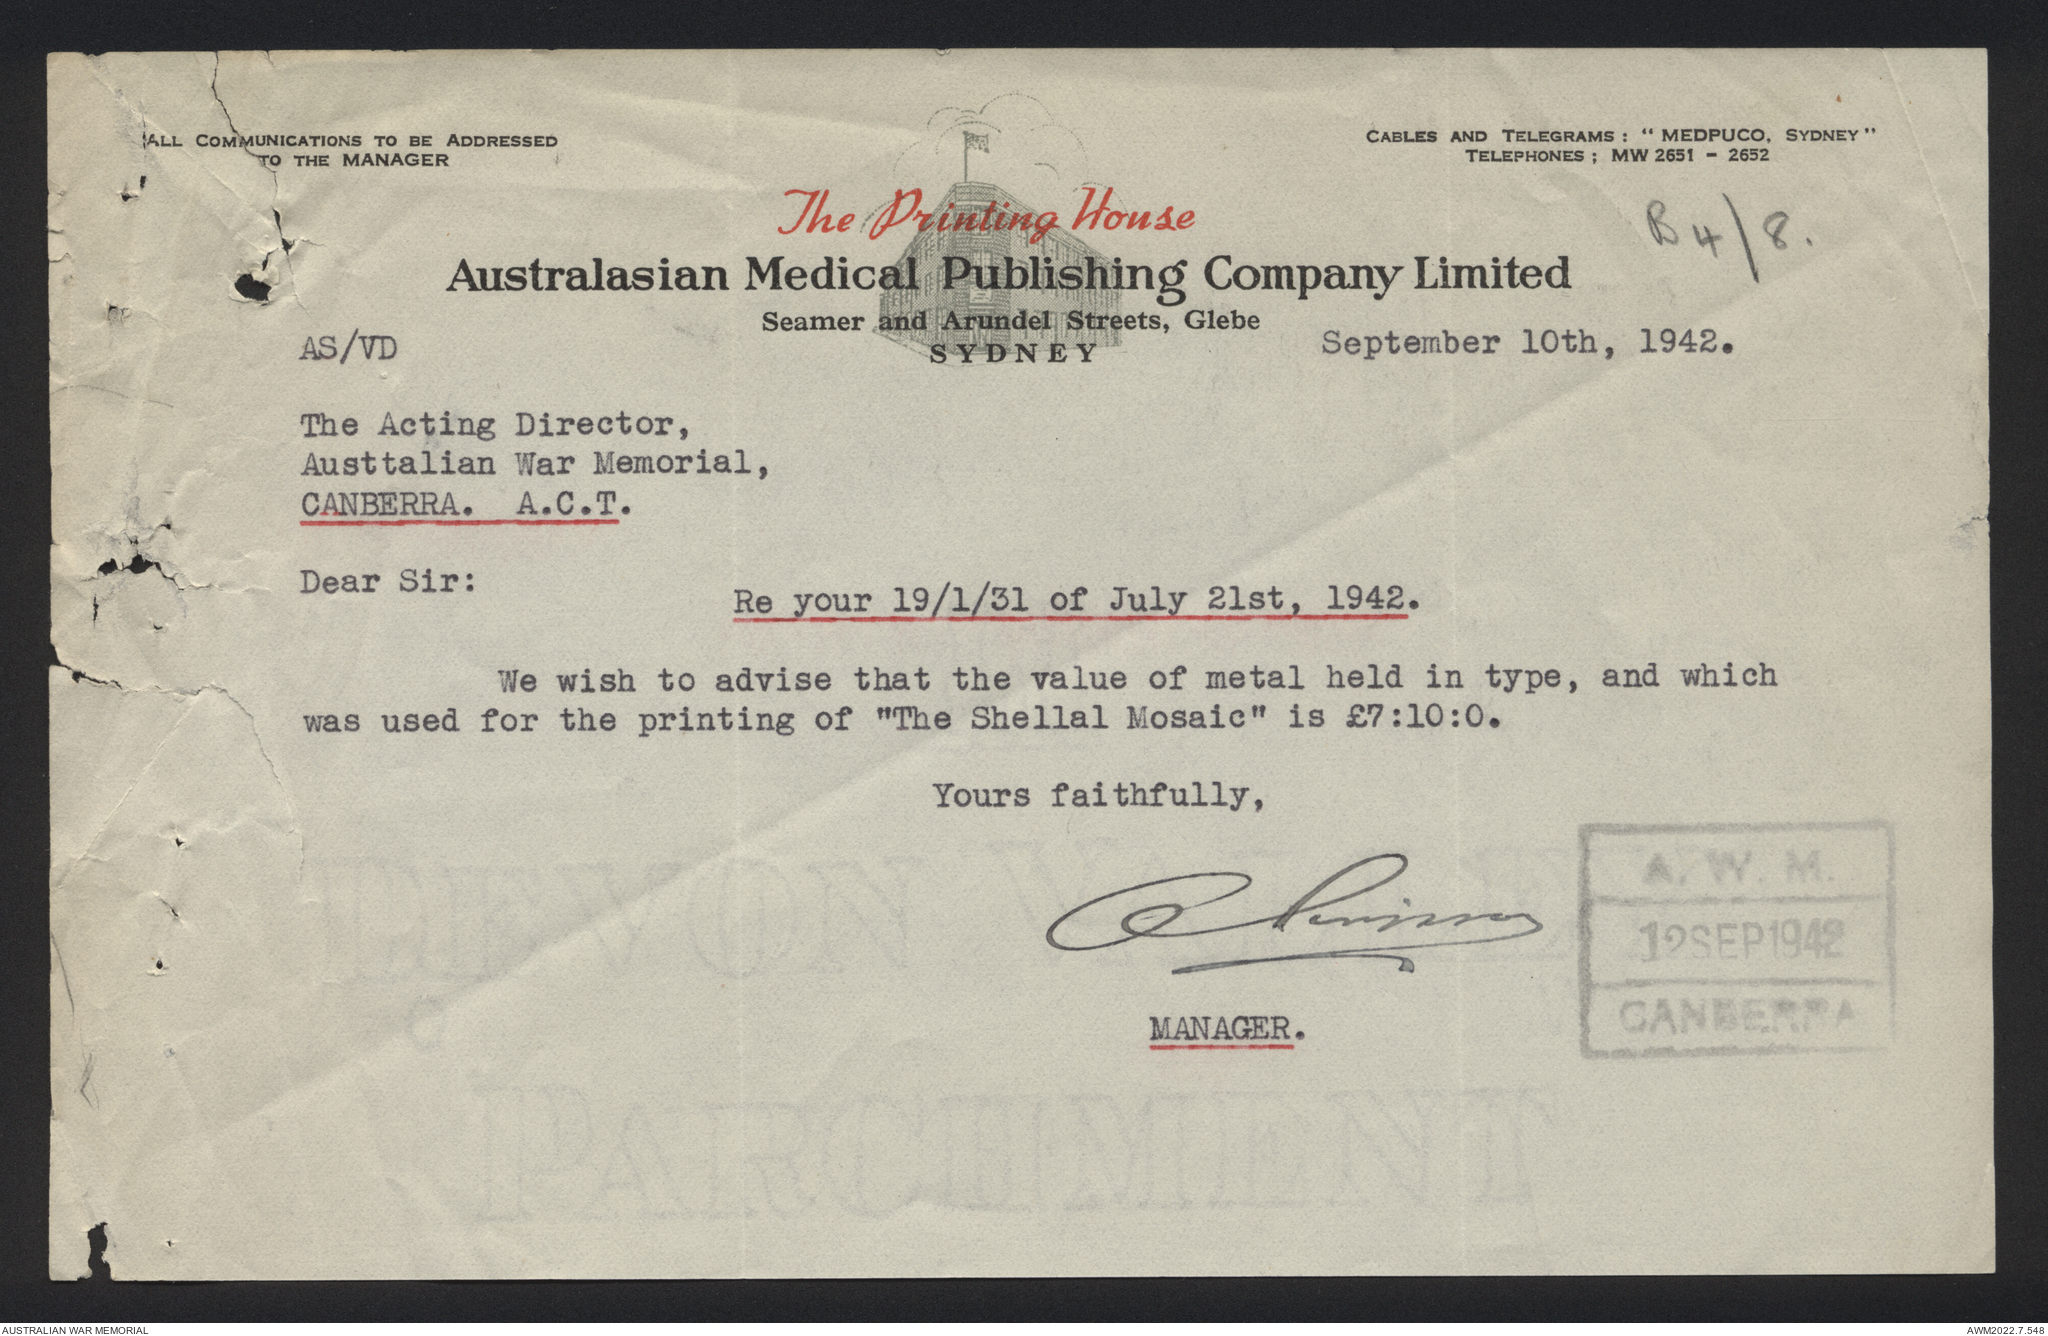 ALL COMMUNICATIONS TO BE ADDRESSED
TO THE MANAGER
CABLES AND TELEGRAMS: "MEDPUCO, SYDNEY"
TELEPHONES; MW 2651 - 2652
B 4/8.
The Printing House
Australasian Medical Publishing Company Limited
Seamer and Arundel Streets, Glebe
SYDNEY
AS/VD
September 10th, 1942.
The Acting Director,
Austtalian War Memorial,
CANBERRA. A.C.T.
Dear Sir:
Re your 19/1/31 of July 21st, 1942.
We wish to advise that the value of metal held in type, and which
was used for the printing of "The Shellal Mosaic" is £7:10:0.
Yours faithfully,
MANAGER.
A. W. M.
12 SEP 1942
CANBERRA
AUSTRALIAN WAR MEMORIAL
AWM2022.7.548